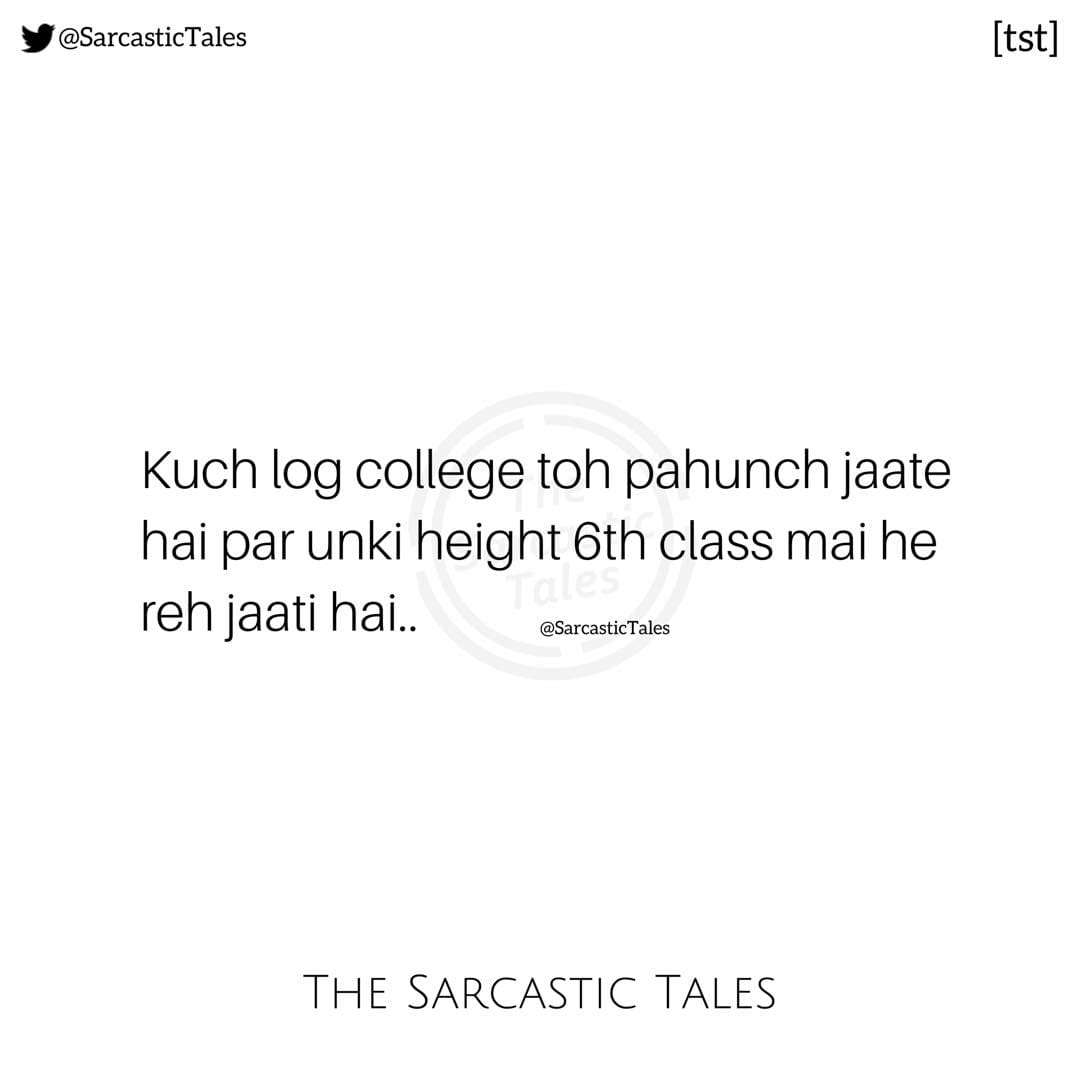 @SarcasticTales
[tst]
Kuch log college toh pahunch jaate
hai par unki height 6th class mai he
reh jaati hai..
@SarcasticTales
The
Sarcastic
Tales
THE SARCASTIC TALES